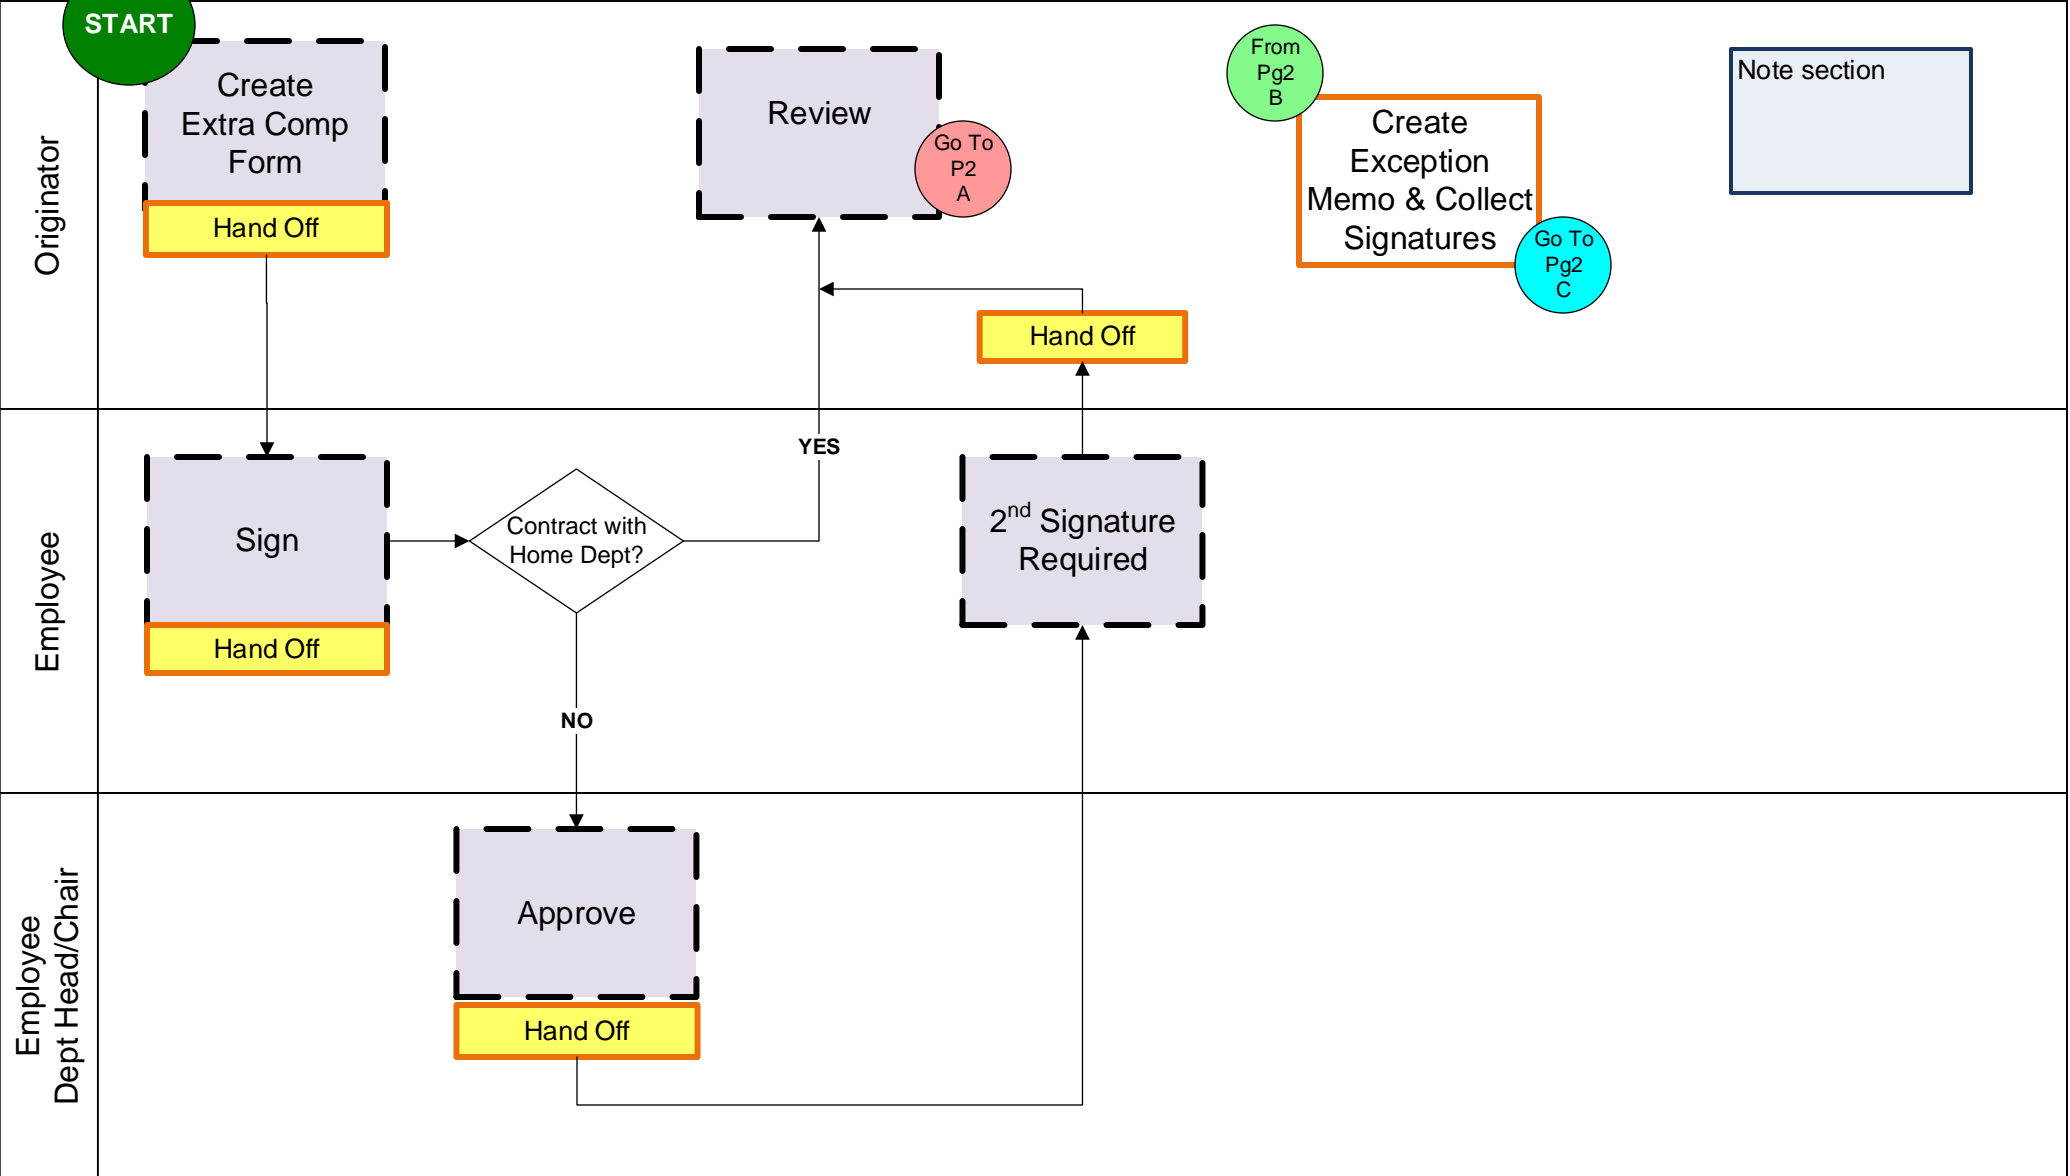 START
Create
Extra Comp
Form
Hand Off
Review
Go To
P2
A
From
Pg2
B
Create
Exception
Memo & Collect
Signatures
Go To
Pg2
C
Note section
Originator
Hand Off
YES
Employee
Sign
Hand Off
Contract with
Home Dept?
2nd Signature
Required
NO
Employee
Dept Head/Chair
Approve
Hand Off